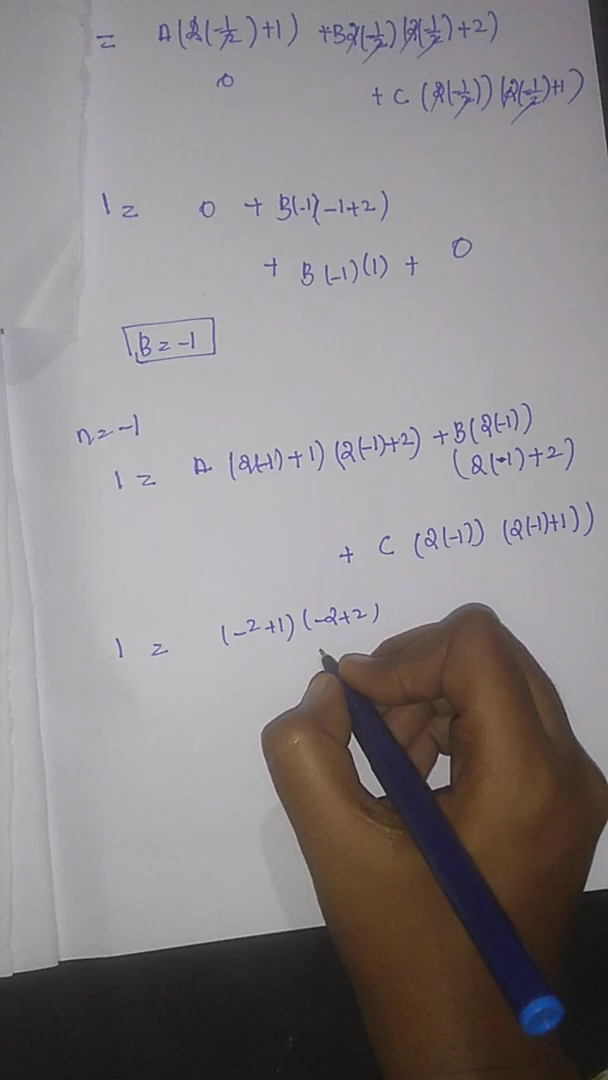 = A(2(-1/2)+1) + B2(-1/2)(2(-1/2)+2)
0
+ C (2(-1/2)) (2(-1/2)+1)
1 = 0 + B(-1)(-1+2)
+ B (-1)(1) + 0
B = -1
n=-1
1 = A (2(-1)+1) (2(-1)+2) + B(2(-1))
(2(-1)+2)
+ C (2(-1)) (2(-1)+1))
1 = (-2+1) (-2+2)